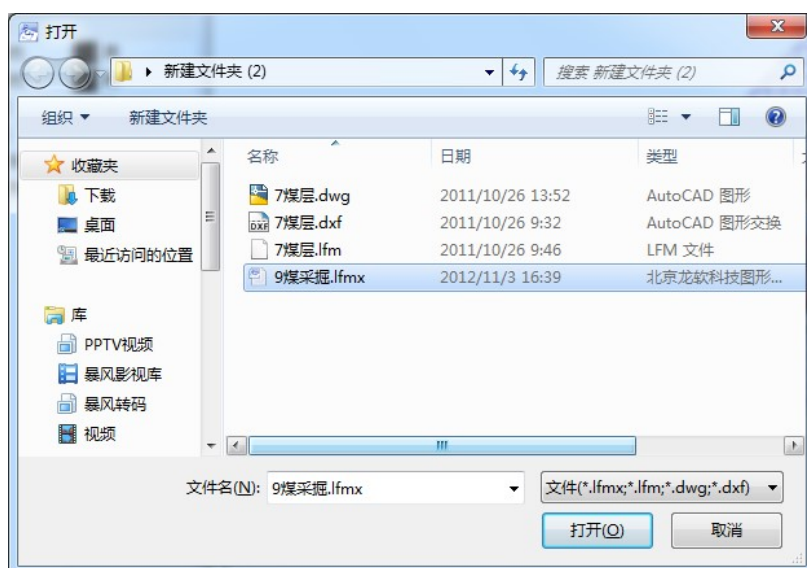 打开
新建文件夹 (2)
搜索 新建文件夹 (2)
组织 新建文件夹
名称 日期 类型
7煤层.dwg 2011/10/26 13:52 AutoCAD 图形
7煤层.dxf 2011/10/26 9:32 AutoCAD 图形交换
7煤层.lfm 2011/10/26 9:46 LFM 文件
9煤采掘.lfmx 2012/11/3 16:39 北京龙软科技图形...
收藏夹
下载
桌面
最近访问的位置
库
PPTV视频
暴风影视库
暴风转码
视频
文件名(N): 9煤采掘.lfmx 文件(*.lfmx;*.lfm;*.dwg;*.dxf)
打开(O) 取消